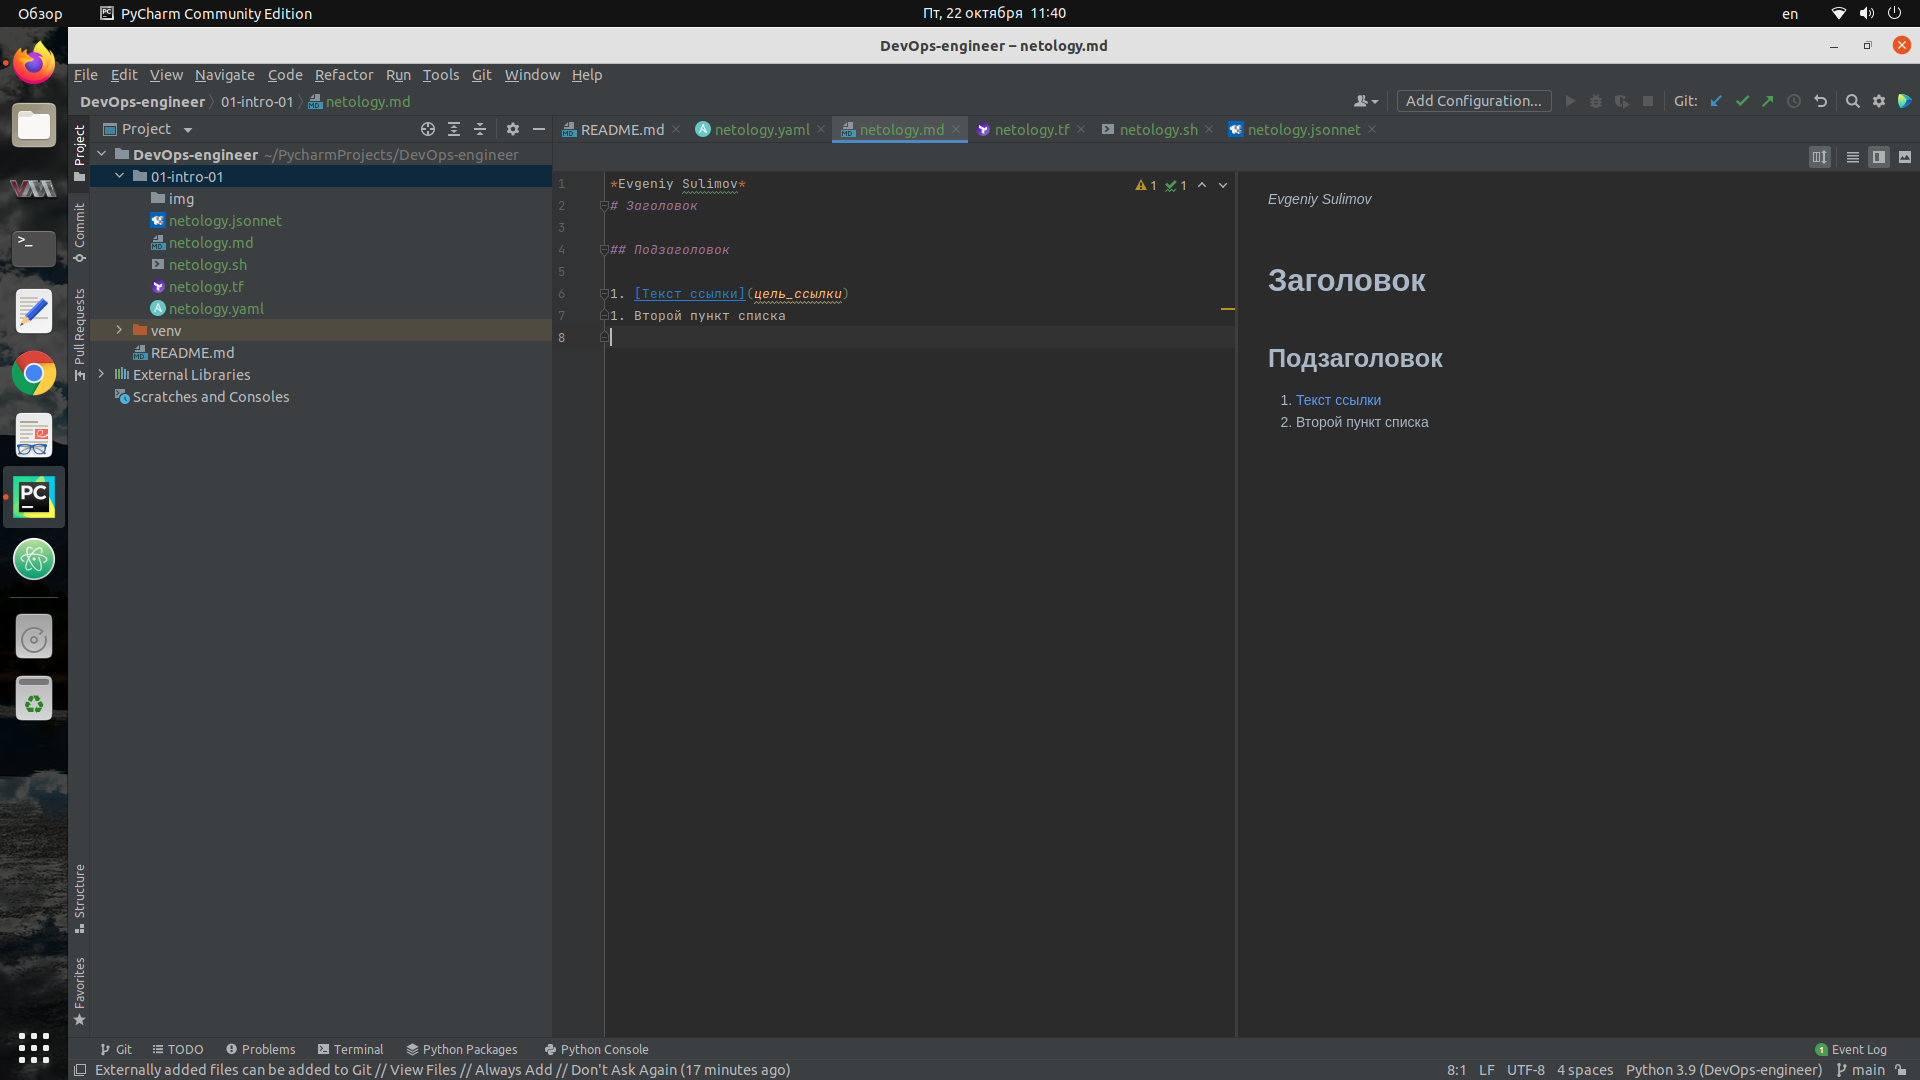 Обзор PyCharm Community Edition Пт, 22 октября 11:40 en
DevOps-engineer – netology.md
File Edit View Navigate Code Refactor Run Tools Git Window Help
DevOps-engineer 01-intro-01 netology.md Add Configuration... Git:
Project README.md netology.yaml netology.md netology.tf netology.sh netology.jsonnet
Project
Commit
Pull Requests
Structure
Favorites
DevOps-engineer ~/PycharmProjects/DevOps-engineer
01-intro-01
img
netology.jsonnet
netology.md
netology.sh
netology.tf
netology.yaml
venv
README.md
External Libraries
Scratches and Consoles
1 *Evgeniy Sulimov* 1 1
2 # Заголовок
3
4 ## Подзаголовок
5
6 1. [Текст ссылки](цель_ссылки)
7 1. Второй пункт списка
8
Evgeniy Sulimov
Заголовок
Подзаголовок
1. Текст ссылки
2. Второй пункт списка
Git TODO Problems Terminal Python Packages Python Console 1 Event Log
Externally added files can be added to Git // View Files // Always Add // Don't Ask Again (17 minutes ago) 8:1 LF UTF-8 4 spaces Python 3.9 (DevOps-engineer) main